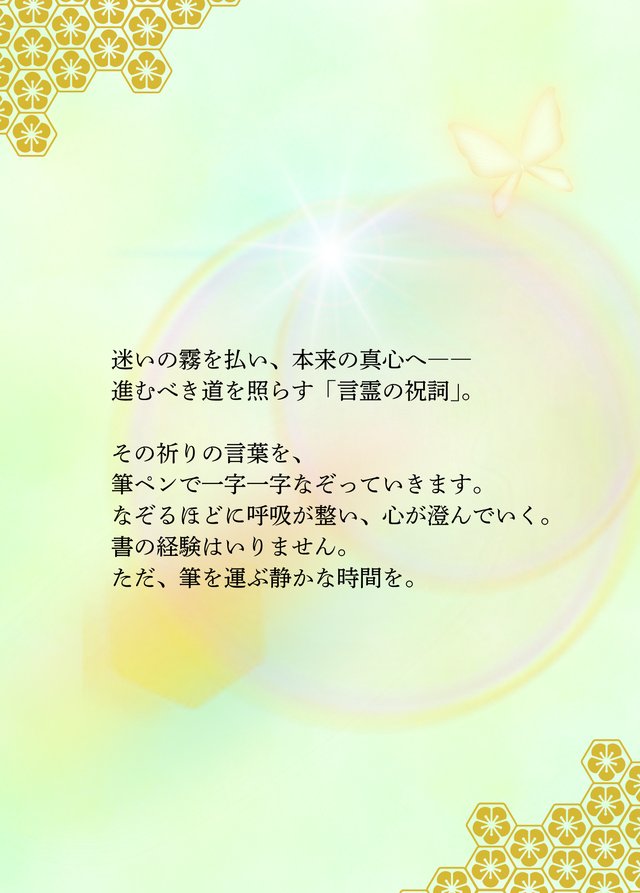 迷いの霧を払い、本来の真心へ――
進むべき道を照らす「言霊の祝詞」。
その祈りの言葉を、
筆ペンで一字一字なぞっていきます。
なぞるほどに呼吸が整い、心が澄んでいく。
書の経験はいりません。
ただ、筆を運ぶ静かな時間を。